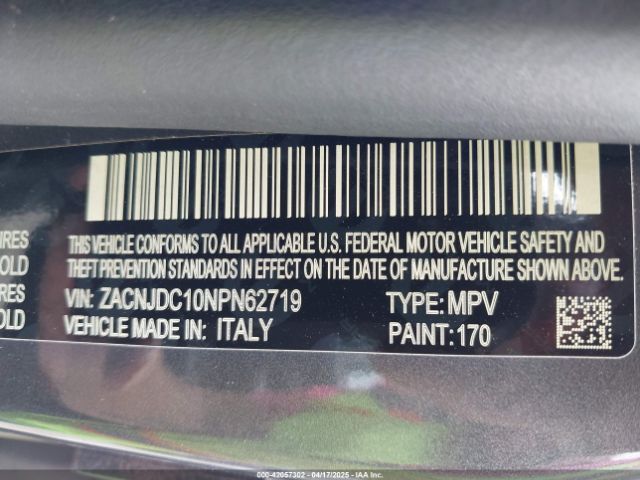 IRES
OLD
RES
OLD
THIS VEHICLE CONFORMS TO ALL APPLICABLE U.S. FEDERAL MOTOR VEHICLE SAFETY AND
THEFT PREVENTION STANDARDS IN EFFECT ON THE DATE OF MANUFACTURE SHOWN ABOVE.
VIN: ZACNJDC10NPN62719 TYPE: MPV
VEHICLE MADE IN: ITALY PAINT: 170
000-42057302 - 04/17/2025 - IAA Inc.